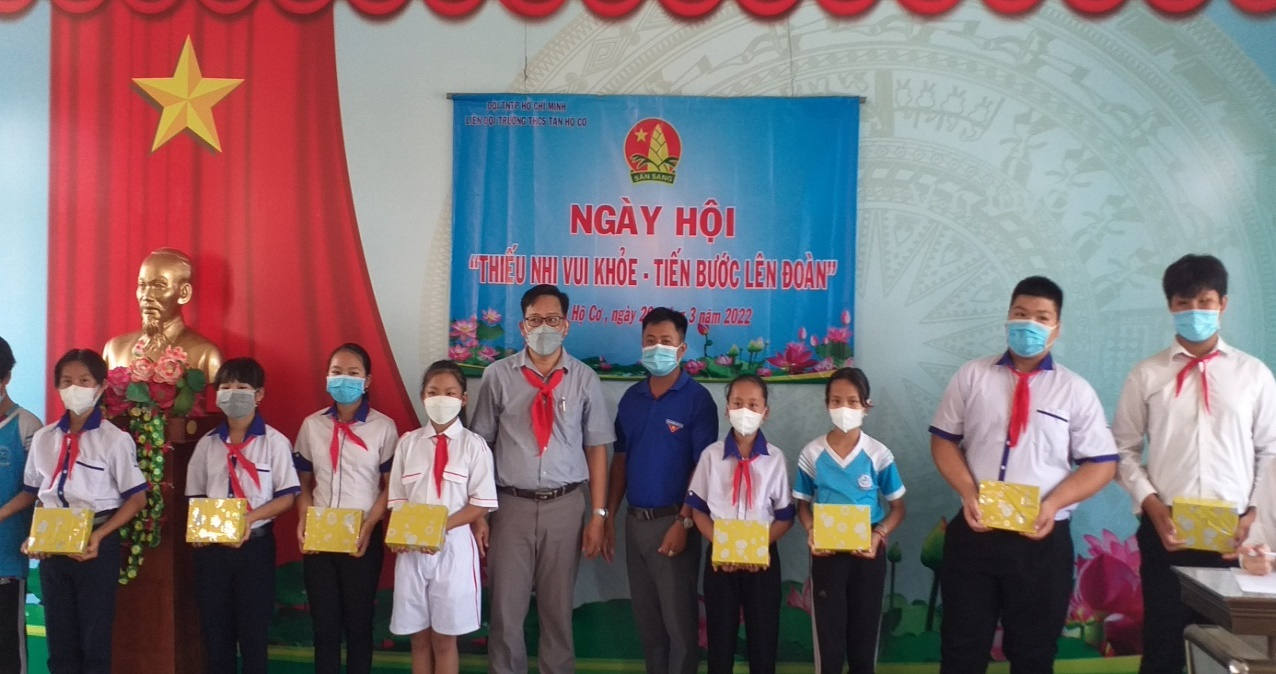 ĐỘI TNTP HỒ CHÍ MINH
LIÊN ĐỘI TRƯỜNG THCS TÂN HỘ CƠ
SẴN SÀNG
NGÀY HỘI
"THIẾU NHI VUI KHỎE - TIẾN BƯỚC LÊN ĐOÀN"
Hộ Cơ, ngày 3 năm 2022